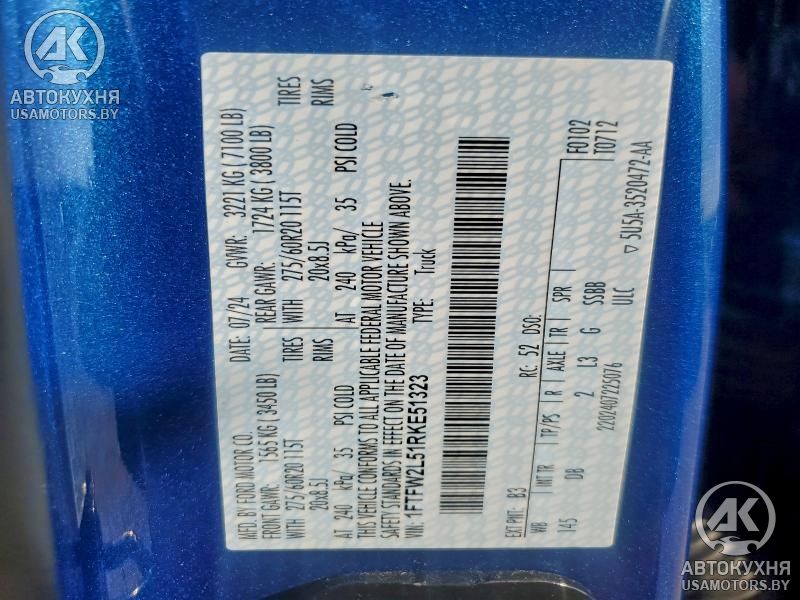 MFD. BY FORD MOTOR CO.
DATE: 07/24 GVWR: 3221 KG ( 7100 LB)
FRONT GAWR: 1565 KG ( 3450 LB) REAR GAWR: 1724 KG ( 3800 LB)
WITH 275/60R20 115T TIRES WITH 275/60R20 115T TIRES
20x8.5J RIMS 20x8.5J RIMS
AT 240 kPa/ 35 PSI COLD AT 240 kPa/ 35 PSI COLD
THIS VEHICLE CONFORMS TO ALL APPLICABLE FEDERAL MOTOR VEHICLE
SAFETY STANDARDS IN EFFECT ON THE DATE OF MANUFACTURE SHOWN ABOVE.
VIN: 1FTFW2L51RKE51323 TYPE: Truck
F0102
T0712
EXT PNT: B3 RC: 52 DSO:
WB INT TR TP/PS R AXLE TR SPR
145 DB 2 L3 G SSBB
2202407225076 ULC
▽ 5U5A-3520472-AA
AK
АВТОКУХНЯ
USAMOTORS.BY
AK
АВТОКУХНЯ
USAMOTORS.BY